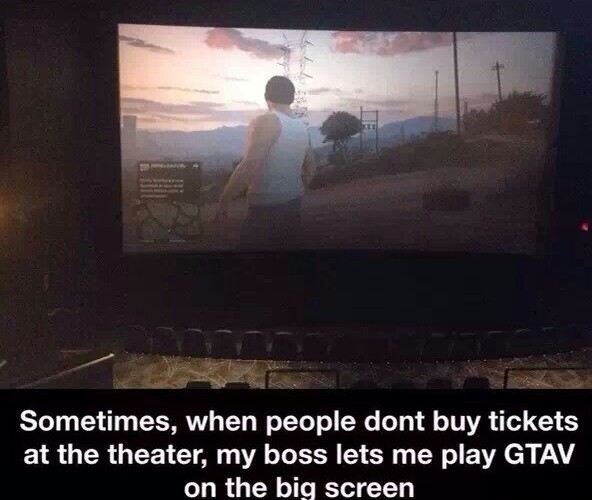 Sometimes, when people dont buy tickets
at the theater, my boss lets me play GTAV
on the big screen